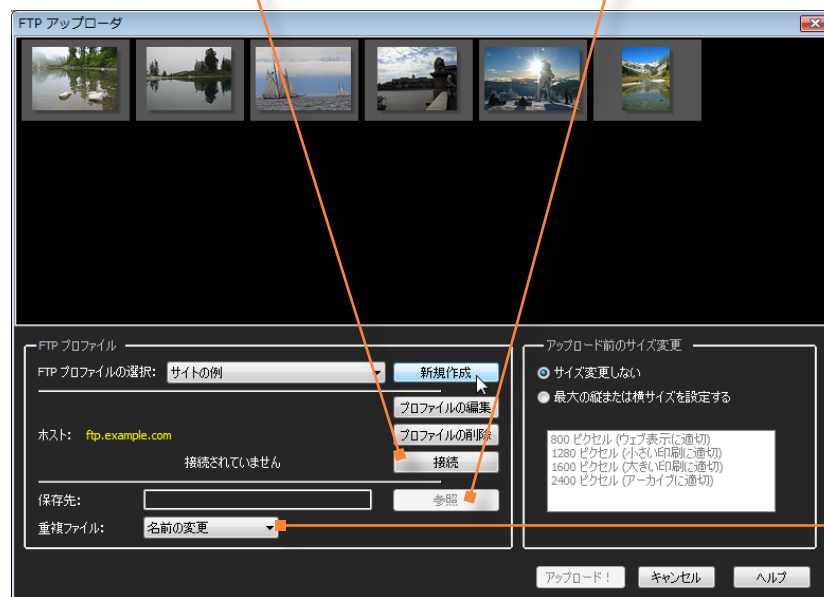 FTP アップローダ
FTP プロファイル
FTP プロファイルの選択: サイトの例
新規作成
プロファイルの編集
ホスト: ftp.example.com
プロファイルの削除
接続されていません
接続
保存先:
参照
重複ファイル: 名前の変更
アップロード前のサイズ変更
サイズ変更しない
最大の縦または横サイズを設定する
800 ピクセル (ウェブ表示に適切)
1280 ピクセル (小さい印刷に適切)
1600 ピクセル (大きい印刷に適切)
2400 ピクセル (アーカイブに適切)
アップロード!
キャンセル
ヘルプ